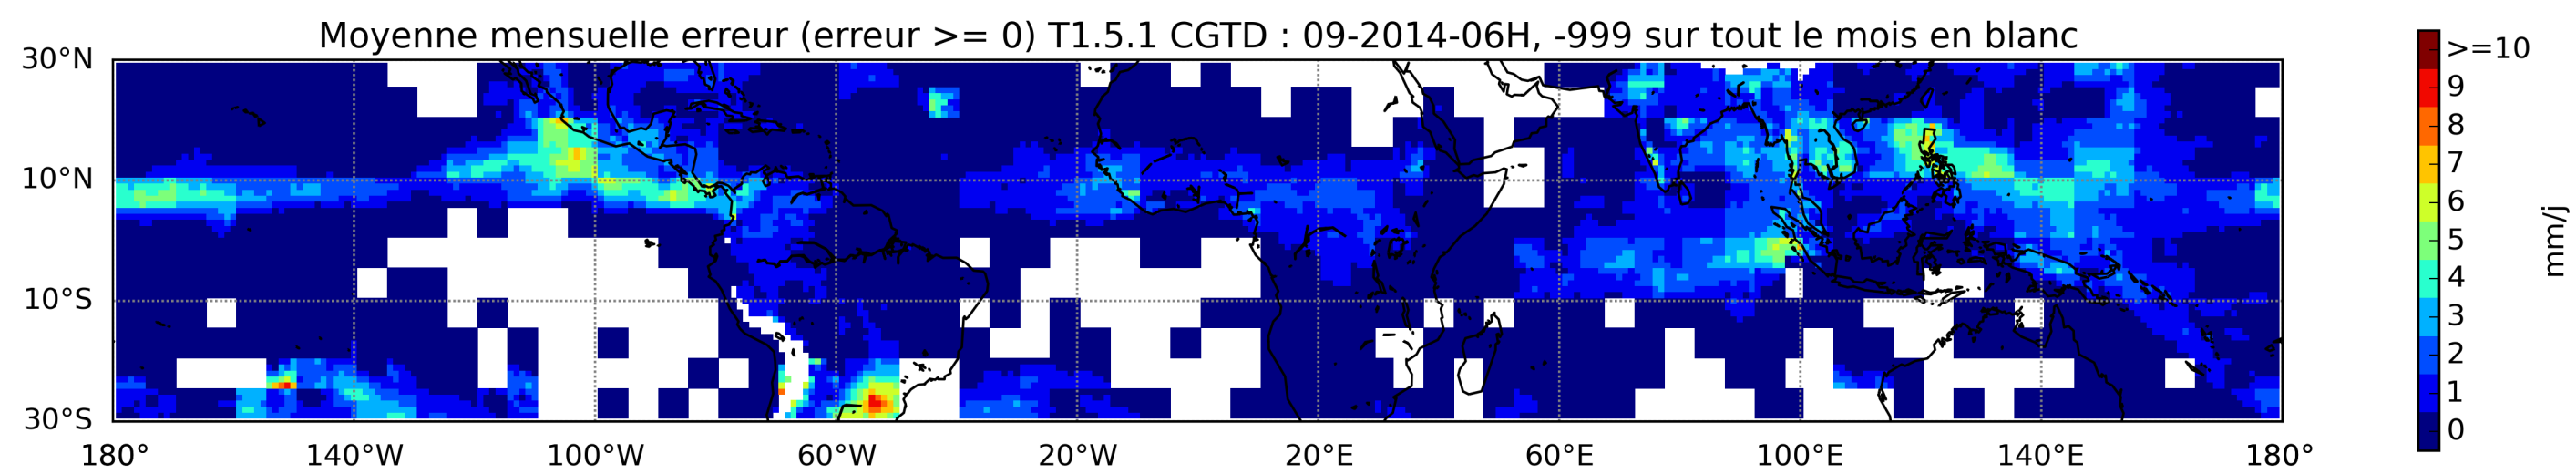 Moyenne mensuelle erreur (erreur >= 0) T1.5.1 CGTD : 09-2014-06H, -999 sur tout le mois en blanc
30°N
10°N
10°S
30°S
180°
140°W
100°W
60°W
20°W
20°E
60°E
100°E
140°E
180°
>=10
9
8
7
6
5
4
3
2
1
0
mm/j